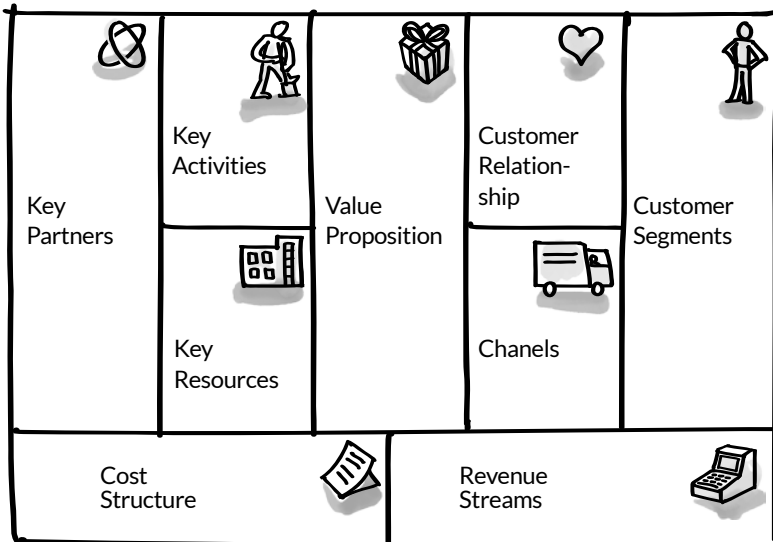 Key
Partners
Key
Activities
Key
Resources
Value
Proposition
Customer
Relation-
ship
Chanels
Customer
Segments
Cost
Structure
Revenue
Streams